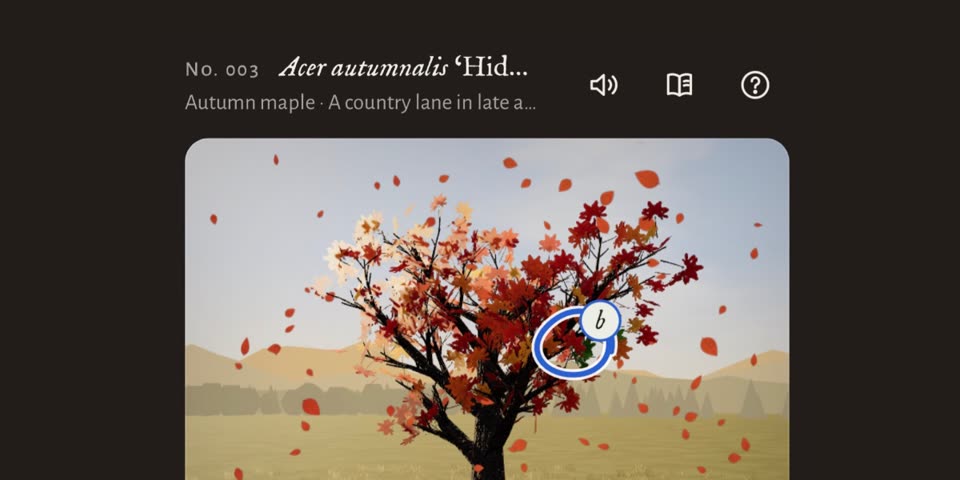 No. 003 Acer autumnalis ‘Hid...
Autumn maple · A country lane in late a...
b